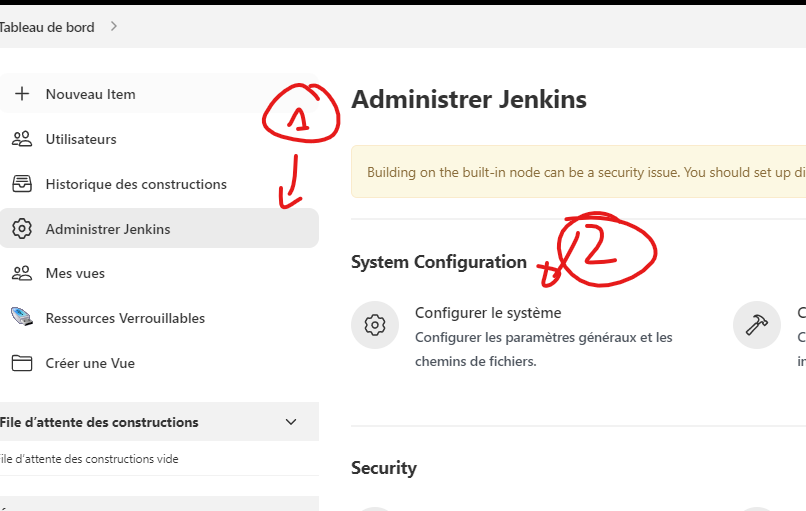 Tableau de bord
Nouveau Item
Utilisateurs
Historique des constructions
Administrer Jenkins
Mes vues
Ressources Verrouillables
Créer une Vue
File d'attente des constructions
File d'attente des constructions vide
1
Administrer Jenkins
Building on the built-in node can be a security issue. You should set up di
System Configuration
2
Configurer le système
Configurer les paramètres généraux et les
chemins de fichiers.
C
C
in
Security